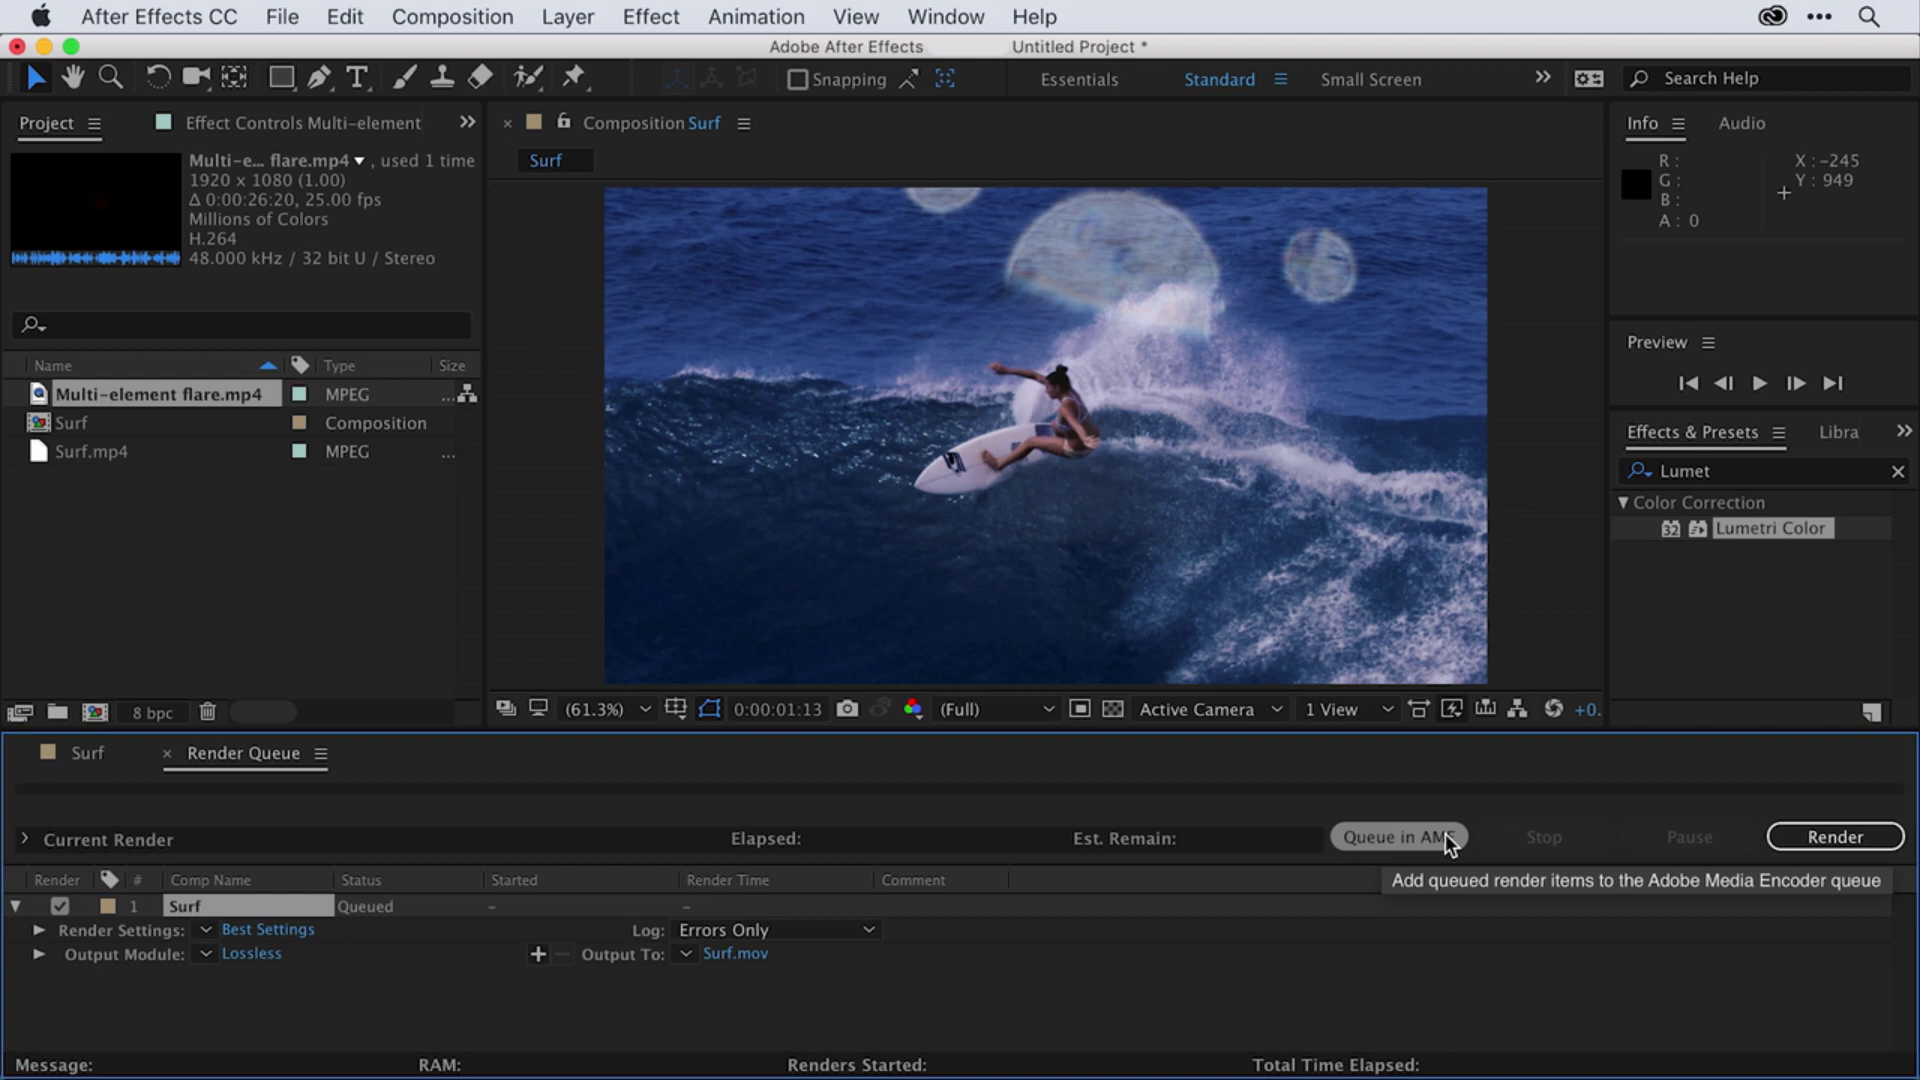 After Effects CC File Edit Composition Layer Effect Animation View Window Help
Adobe After Effects Untitled Project *
Snapping Essentials Standard Small Screen Search Help
Project Effect Controls Multi-element
Multi-e... flare.mp4 , used 1 time
1920 x 1080 (1.00)
Δ 0:00:26:20, 25.00 fps
Millions of Colors
H.264
48.000 kHz / 32 bit U / Stereo
Name Type Size
Multi-element flare.mp4 MPEG ...
Surf Composition
Surf.mp4 MPEG ...
8 bpc
Composition Surf
Surf
(61.3%) 0:00:01:13 (Full) Active Camera 1 View +0.
Info Audio
R : X : -245
G : Y : 949
B :
A : 0
Preview
Effects & Presets Libra
Lumet
Color Correction
32 Lumetri Color
Surf Render Queue
Current Render Elapsed: Est. Remain: Queue in AM Stop Pause Render
Add queued render items to the Adobe Media Encoder queue
Render # Comp Name Status Started Render Time Comment
1 Surf Queued – –
Render Settings: Best Settings Log: Errors Only
Output Module: Lossless Output To: Surf.mov
Message: RAM: Renders Started: Total Time Elapsed: